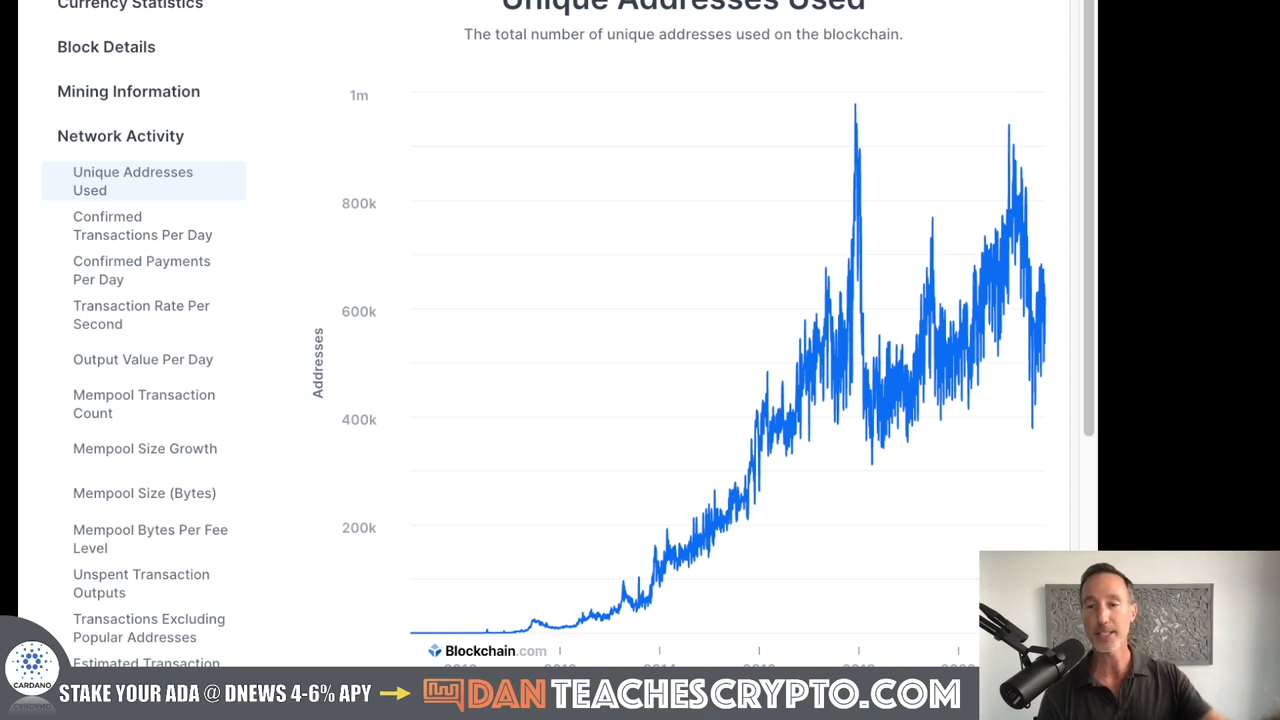 Currency Statistics
Block Details
Mining Information
Network Activity
Unique Addresses
Used
Confirmed
Transactions Per Day
Confirmed Payments
Per Day
Transaction Rate Per
Second
Output Value Per Day
Mempool Transaction
Count
Mempool Size Growth
Mempool Size (Bytes)
Mempool Bytes Per Fee
Level
Unspent Transaction
Outputs
Transactions Excluding
Popular Addresses
Estimated Transaction
Unique Addresses Used
The total number of unique addresses used on the blockchain.
1m
800k
600k
400k
200k
Addresses
Blockchain.com
CARDANO
STAKE YOUR ADA @ DNEWS 4-6% APY
DANTEACHESCRYPTO.COM